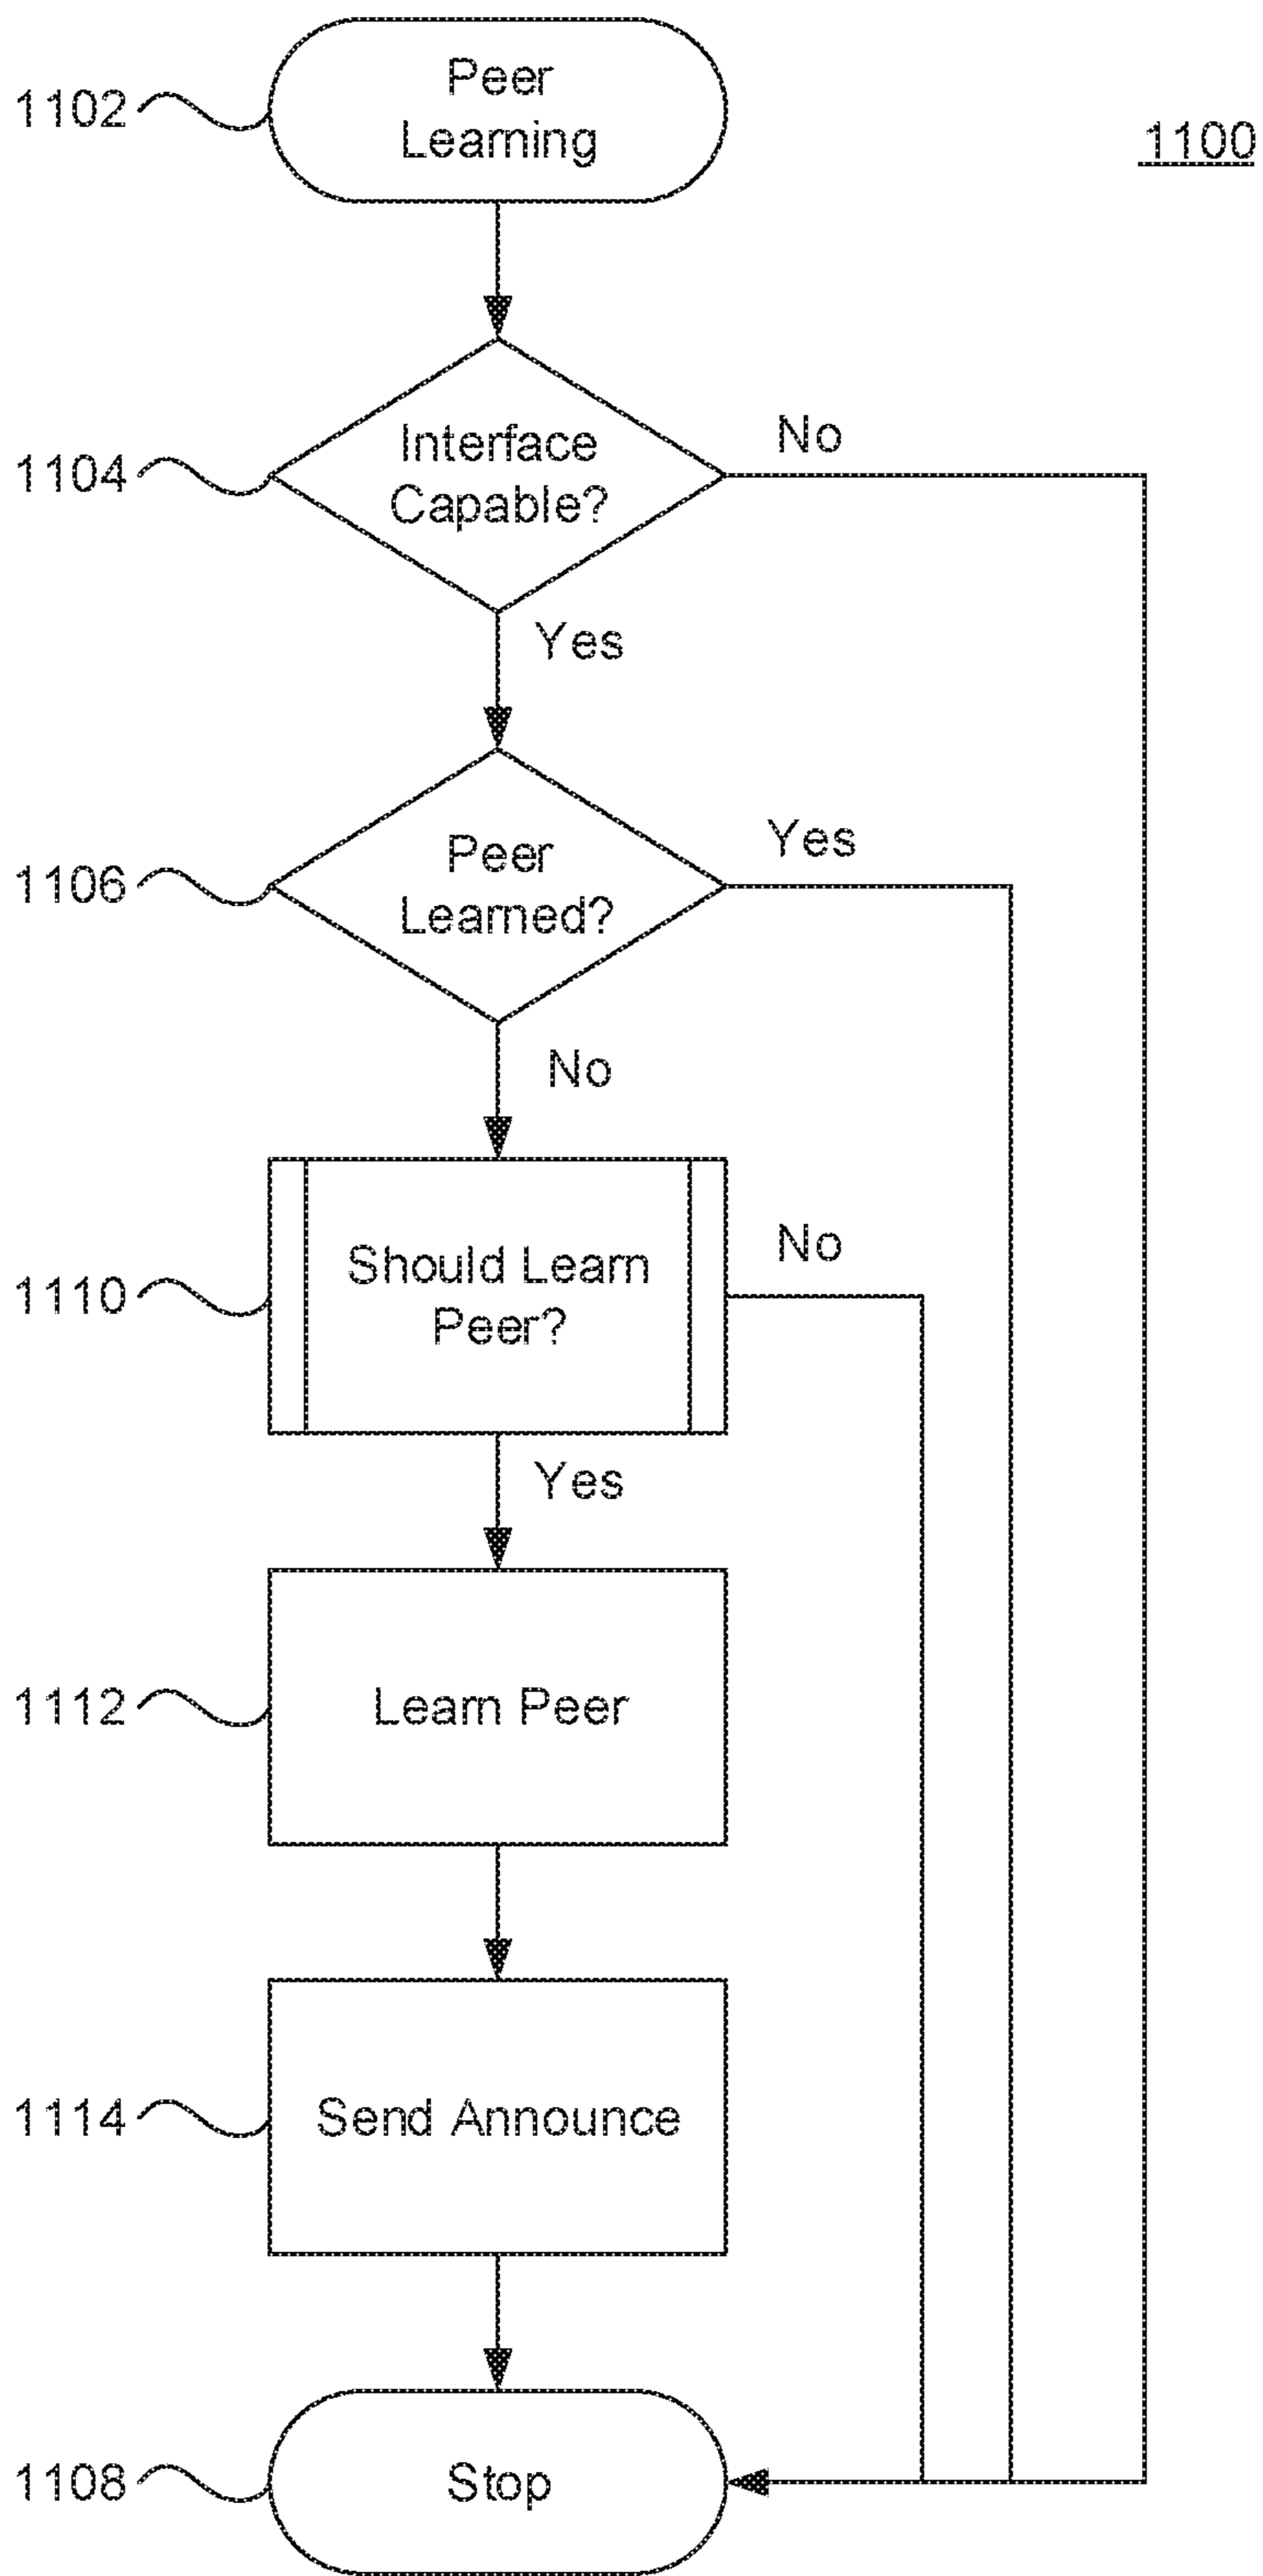 Peer
1102
Learning
1100
No
Interface
1104
Capable?
Yes
Yes
Peer
1106
Learned?
No
No
Should Learn
1110
Peer?
Yes
1112
Learn Peer
1114
Send Announce
1108
Stop